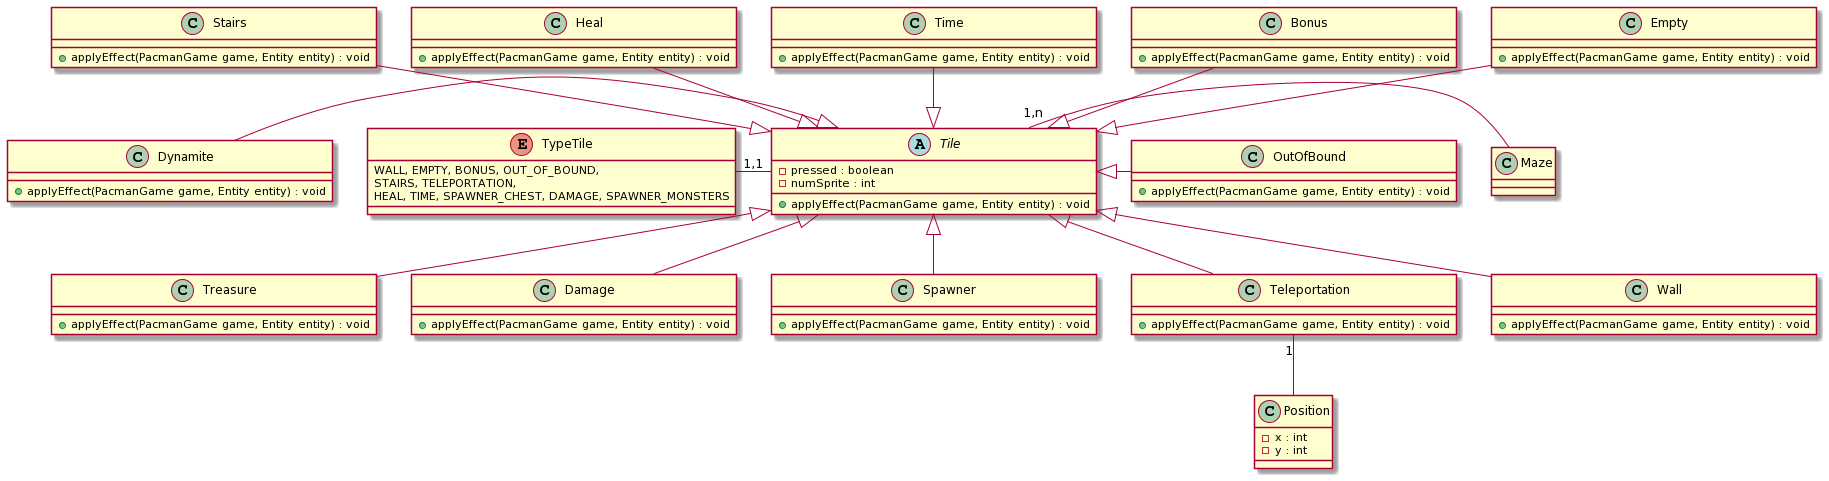 C Stairs
applyEffect(PacmanGame game, Entity entity) : void
C Heal
applyEffect(PacmanGame game, Entity entity) : void
C Time
applyEffect(PacmanGame game, Entity entity) : void
C Bonus
applyEffect(PacmanGame game, Entity entity) : void
C Empty
applyEffect(PacmanGame game, Entity entity) : void
1,n
C Dynamite
applyEffect(PacmanGame game, Entity entity) : void
E TypeTile
WALL, EMPTY, BONUS, OUT_OF_BOUND,
STAIRS, TELEPORTATION,
HEAL, TIME, SPAWNER_CHEST, DAMAGE, SPAWNER_MONSTERS
1,1
A Tile
pressed : boolean
numSprite : int
applyEffect(PacmanGame game, Entity entity) : void
C OutOfBound
applyEffect(PacmanGame game, Entity entity) : void
C Maze
C Treasure
applyEffect(PacmanGame game, Entity entity) : void
C Damage
applyEffect(PacmanGame game, Entity entity) : void
C Spawner
applyEffect(PacmanGame game, Entity entity) : void
C Teleportation
applyEffect(PacmanGame game, Entity entity) : void
C Wall
applyEffect(PacmanGame game, Entity entity) : void
1
C Position
x : int
y : int